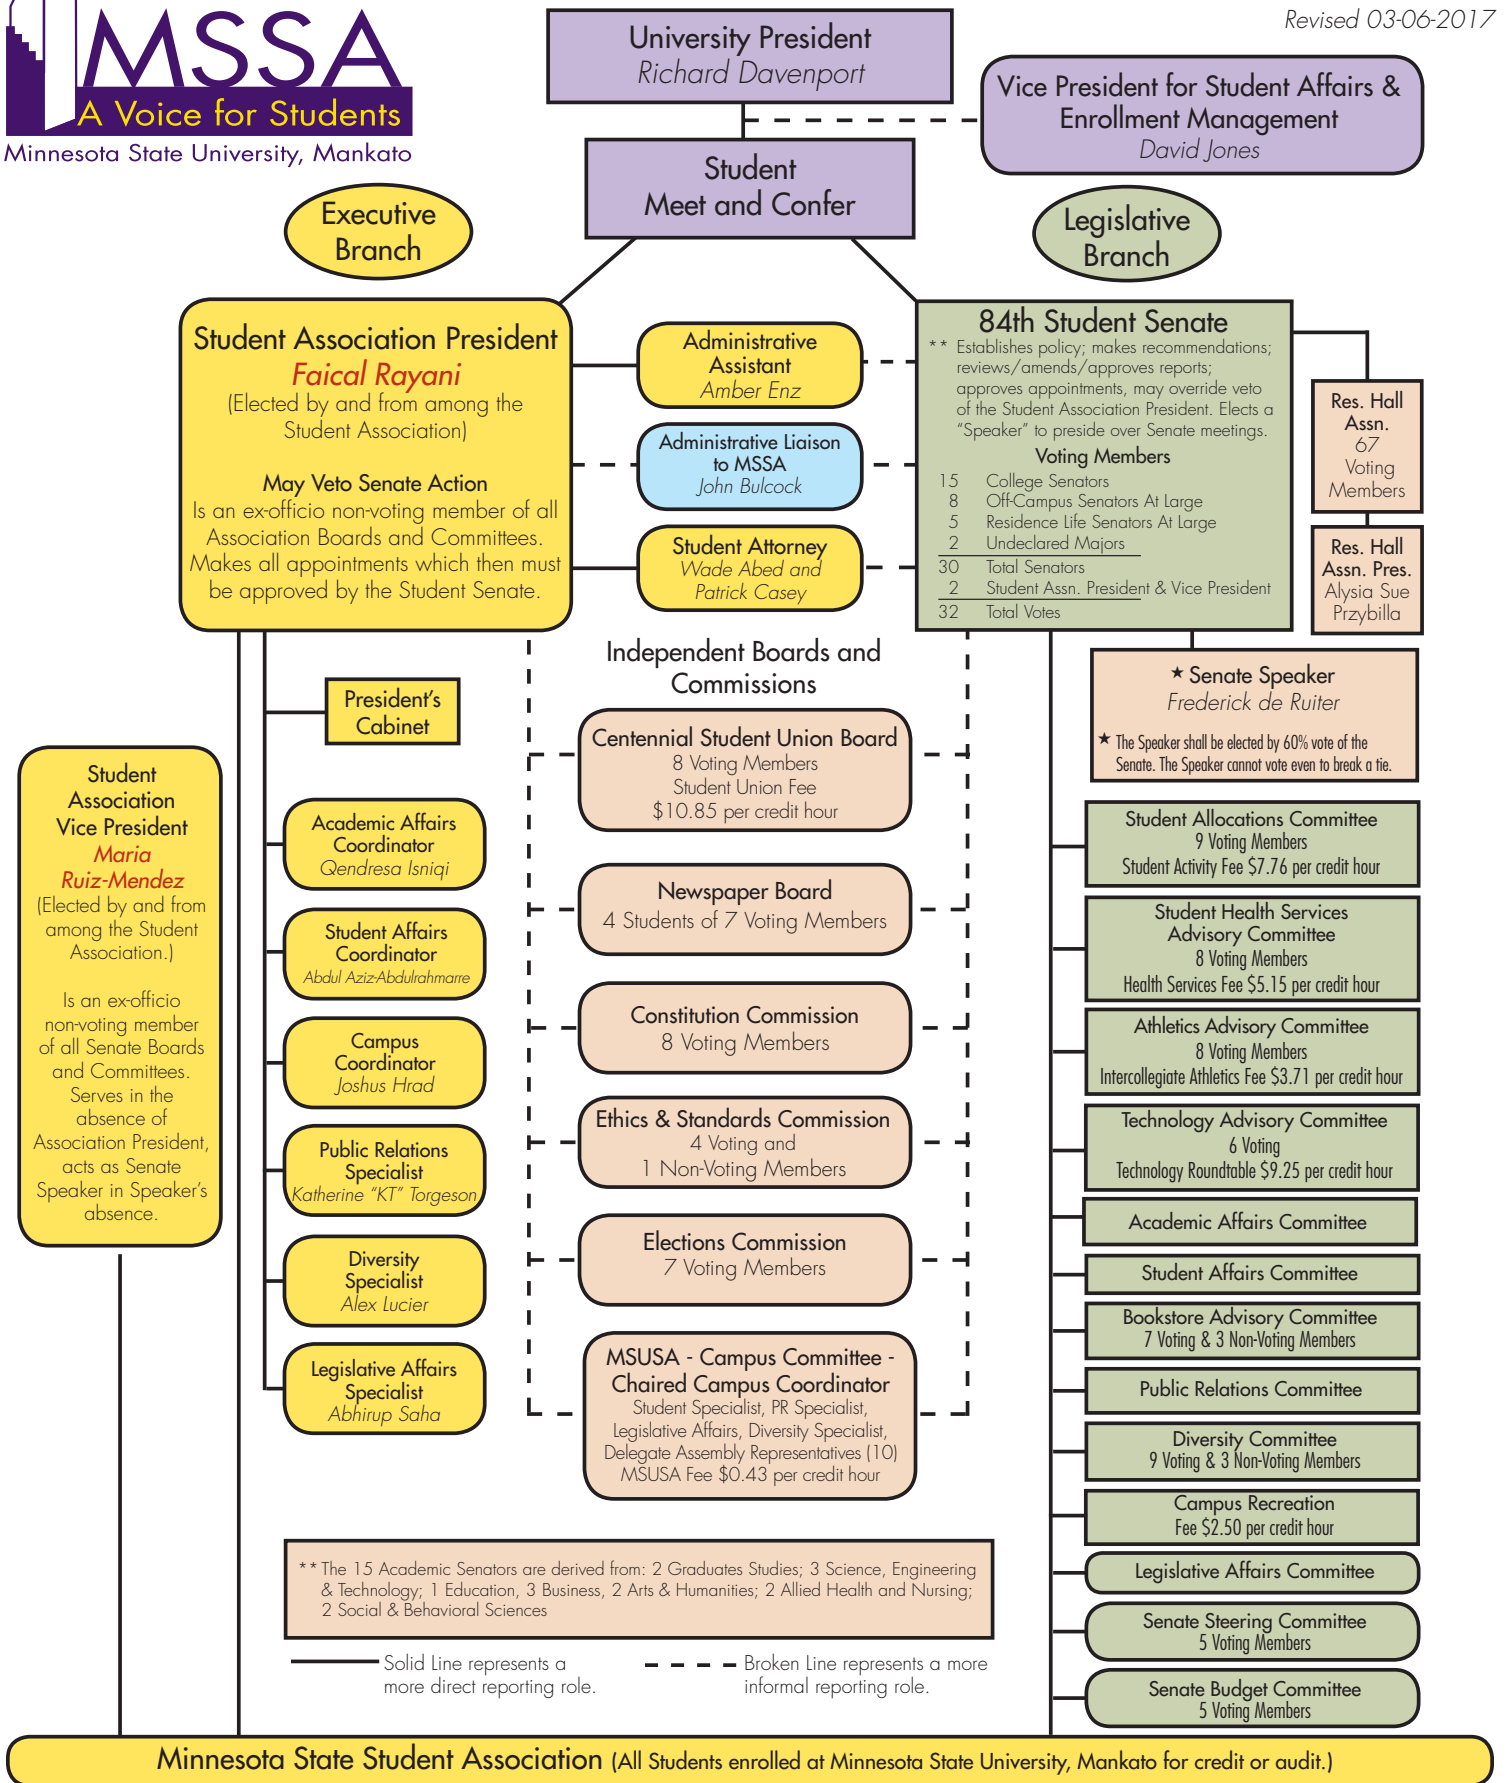 Revised 03-06-2017
MSSA
A Voice for Students
Minnesota State University, Mankato
University President
Richard Davenport
Vice President for Student Affairs &
Enrollment Management
David Jones
Student
Meet and Confer
Executive
Branch
Legislative
Branch
Student Association President
Faical Rayani
(Elected by and from among the
Student Association)
May Veto Senate Action
Is an ex-officio non-voting member of all
Association Boards and Committees.
Makes all appointments which then must
be approved by the Student Senate.
Administrative
Assistant
Amber Enz
Administrative Liaison
to MSSA
John Bulcock
Student Attorney
Wade Abed and
Patrick Casey
84th Student Senate
** Establishes policy; makes recommendations;
reviews/amends/approves reports;
approves appointments, may override veto
of the Student Association President. Elects a
“Speaker” to preside over Senate meetings.
Voting Members
15 College Senators
8 Off-Campus Senators At Large
5 Residence Life Senators At Large
2 Undeclared Majors
30 Total Senators
2 Student Assn. President & Vice President
32 Total Votes
Res. Hall
Assn.
67
Voting
Members
Res. Hall
Assn. Pres.
Alysia Sue
Przybilla
★ Senate Speaker
Frederick de Ruiter
★ The Speaker shall be elected by 60% vote of the
Senate. The Speaker cannot vote even to break a tie.
President’s
Cabinet
Student
Association
Vice President
Maria
Ruiz-Mendez
(Elected by and from
among the Student
Association.)
Is an ex-officio
non-voting member
of all Senate Boards
and Committees.
Serves in the
absence of
Association President,
acts as Senate
Speaker in Speaker’s
absence.
Academic Affairs
Coordinator
Qendresa Isniqi
Student Affairs
Coordinator
Abdul Aziz-Abdulrahmarre
Campus
Coordinator
Joshus Hrad
Public Relations
Specialist
Katherine “KT” Torgeson
Diversity
Specialist
Alex Lucier
Legislative Affairs
Specialist
Abhirup Saha
Independent Boards and
Commissions
Centennial Student Union Board
8 Voting Members
Student Union Fee
$10.85 per credit hour
Newspaper Board
4 Students of 7 Voting Members
Constitution Commission
8 Voting Members
Ethics & Standards Commission
4 Voting and
1 Non-Voting Members
Elections Commission
7 Voting Members
MSUSA - Campus Committee -
Chaired Campus Coordinator
Student Specialist, PR Specialist,
Legislative Affairs, Diversity Specialist,
Delegate Assembly Representatives (10)
MSUSA Fee $0.43 per credit hour
Student Allocations Committee
9 Voting Members
Student Activity Fee $7.76 per credit hour
Student Health Services
Advisory Committee
8 Voting Members
Health Services Fee $5.15 per credit hour
Athletics Advisory Committee
8 Voting Members
Intercollegiate Athletics Fee $3.71 per credit hour
Technology Advisory Committee
6 Voting
Technology Roundtable $9.25 per credit hour
Academic Affairs Committee
Student Affairs Committee
Bookstore Advisory Committee
7 Voting & 3 Non-Voting Members
Public Relations Committee
Diversity Committee
9 Voting & 3 Non-Voting Members
Campus Recreation
Fee $2.50 per credit hour
Legislative Affairs Committee
Senate Steering Committee
5 Voting Members
Senate Budget Committee
5 Voting Members
** The 15 Academic Senators are derived from: 2 Graduates Studies; 3 Science, Engineering
& Technology; 1 Education, 3 Business, 2 Arts & Humanities; 2 Allied Health and Nursing;
2 Social & Behavioral Sciences
Solid Line represents a
more direct reporting role.
Broken Line represents a more
informal reporting role.
Minnesota State Student Association (All Students enrolled at Minnesota State University, Mankato for credit or audit.)